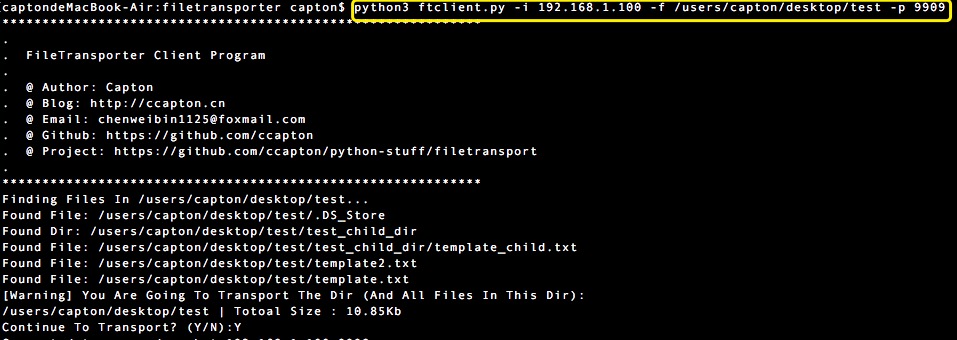 captondeMacBook-Air:filetransporter capton$ python3 ftclient.py -i 192.168.1.100 -f /users/capton/desktop/test -p 9909
************************************************************
.
.  FileTransporter Client Program
.
.  @ Author: Capton
.  @ Blog: http://ccapton.cn
.  @ Email: chenweibin1125@foxmail.com
.  @ Github: https://github.com/ccapton
.  @ Project: https://github.com/ccapton/python-stuff/filetransport
.
************************************************************
Finding Files In /users/capton/desktop/test...
Found File: /users/capton/desktop/test/.DS_Store
Found Dir: /users/capton/desktop/test/test_child_dir
Found File: /users/capton/desktop/test/test_child_dir/template_child.txt
Found File: /users/capton/desktop/test/template2.txt
Found File: /users/capton/desktop/test/template.txt
[Warning] You Are Going To Transport The Dir (And All Files In This Dir):
/users/capton/desktop/test | Totoal Size : 10.85Kb
Continue To Transport? (Y/N):Y